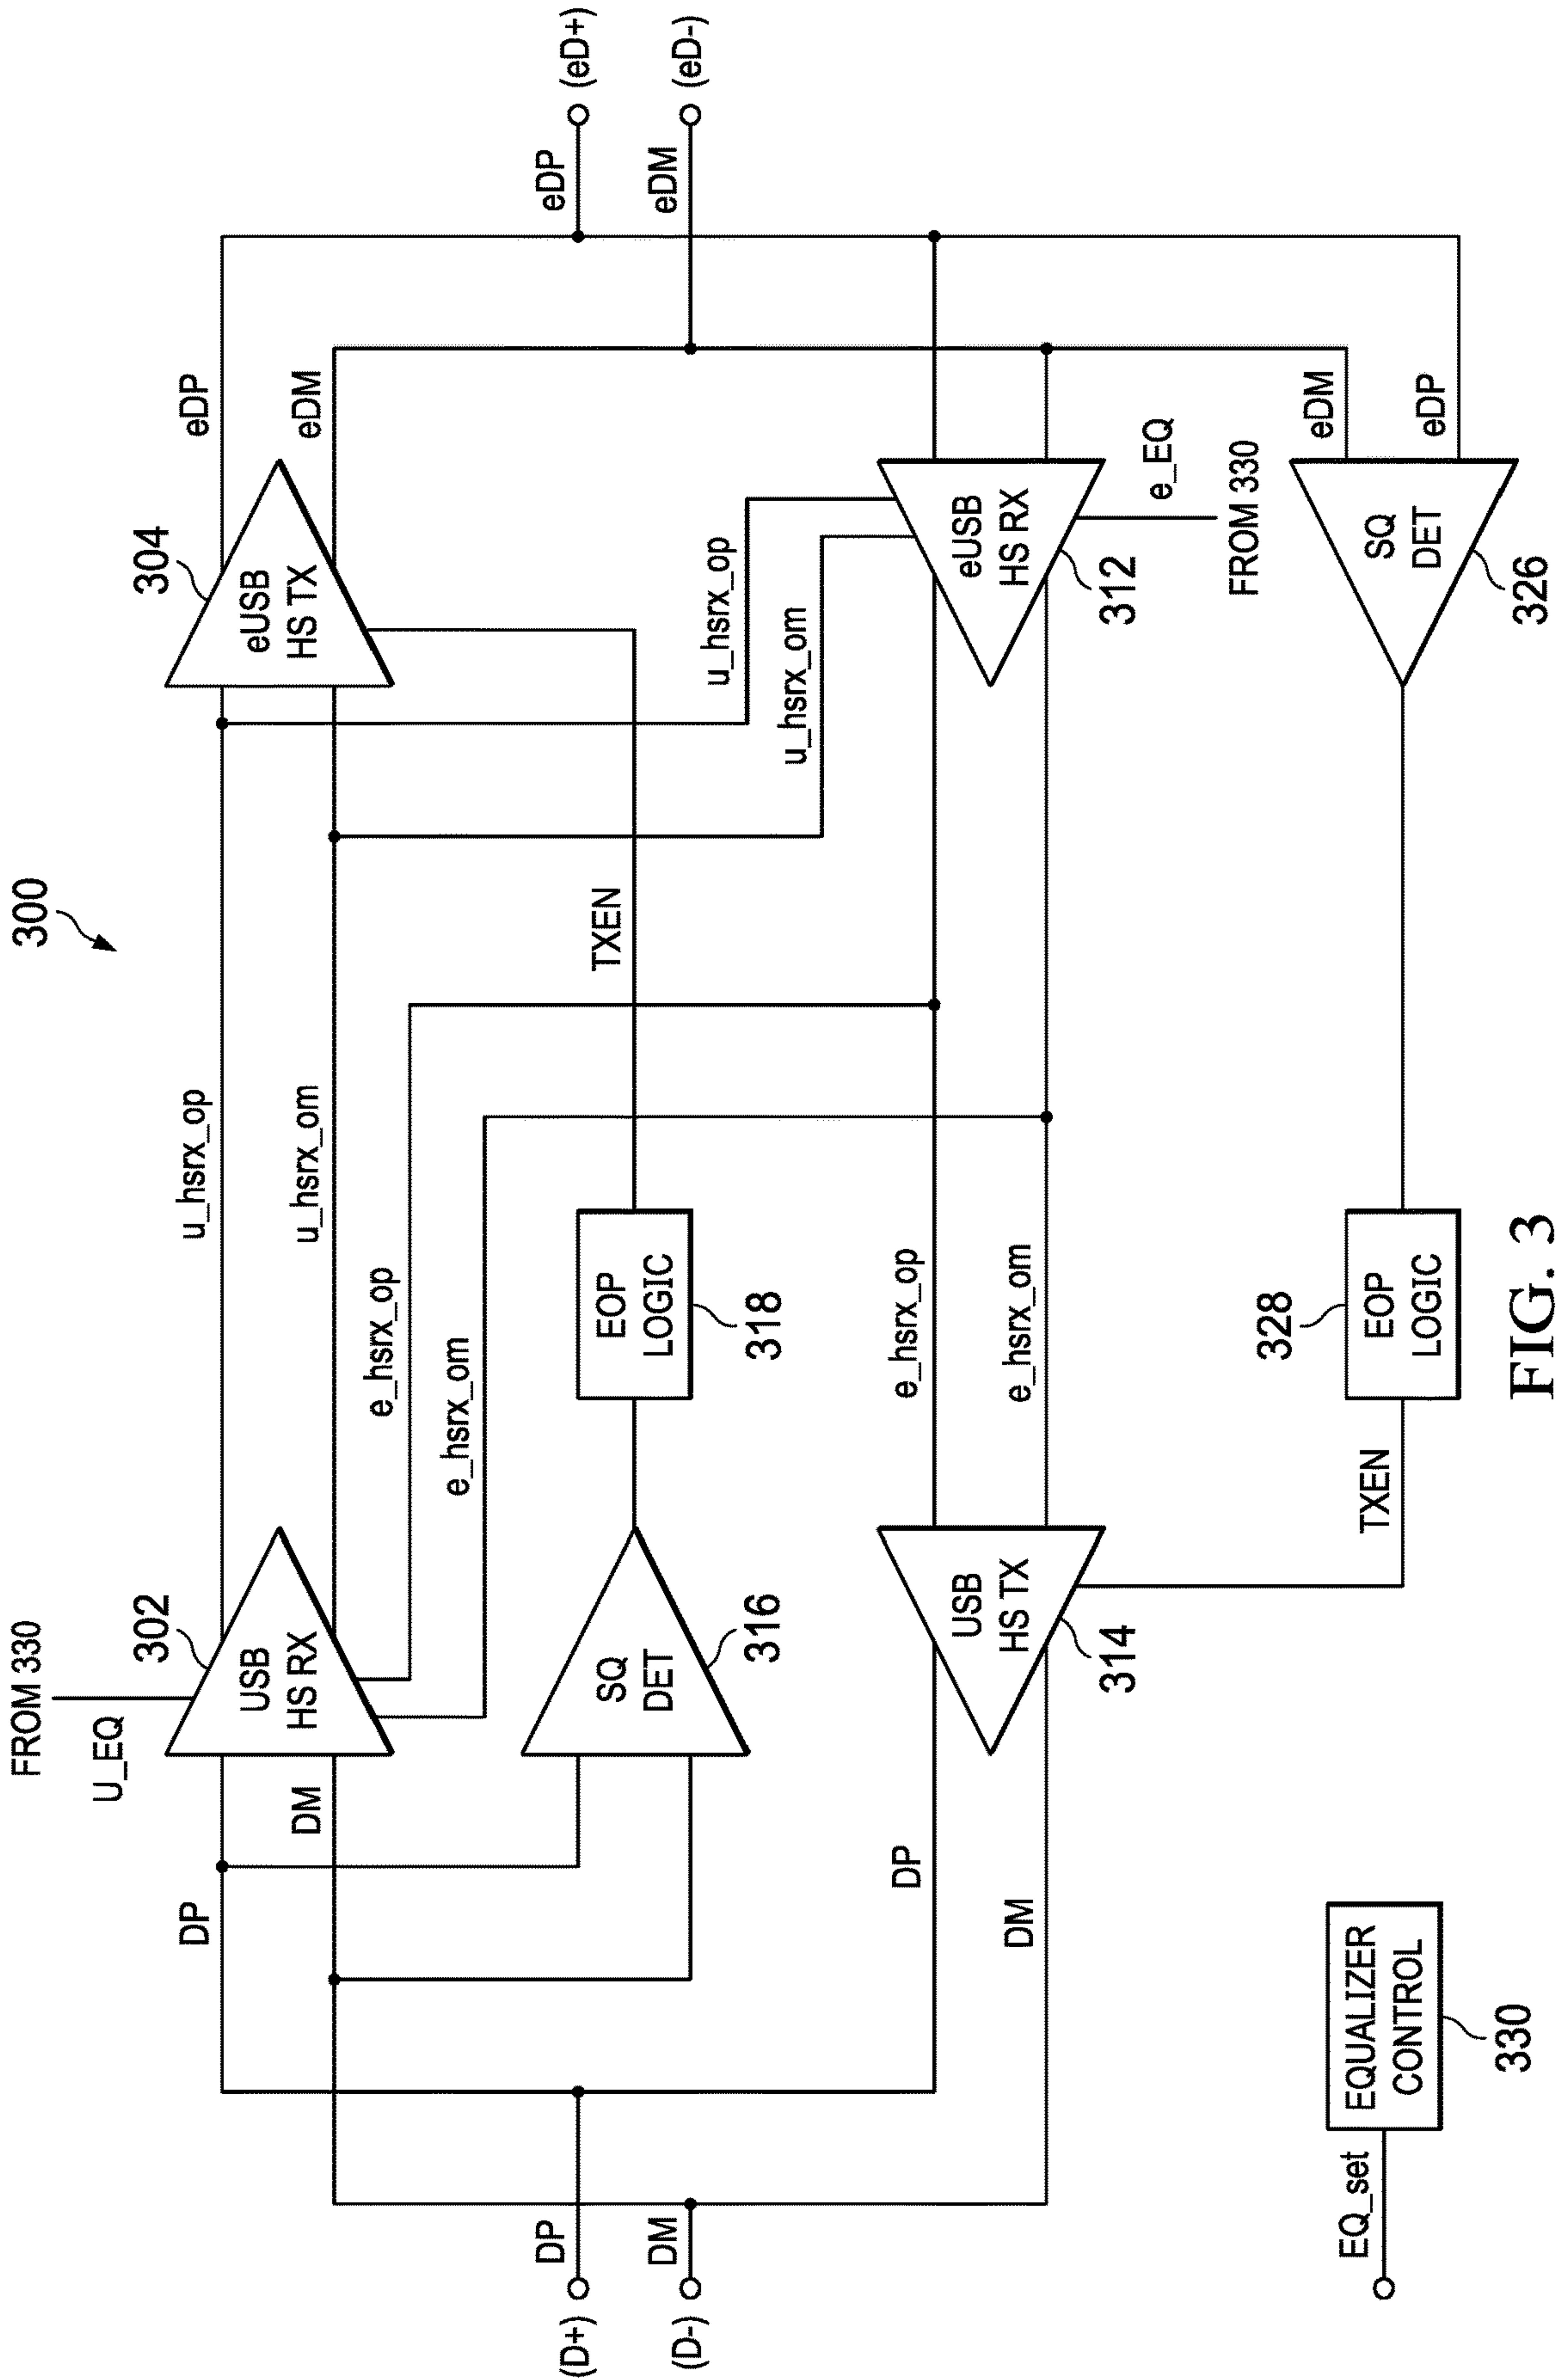 300
FROM 330
U_EQ
302
304
DP
DM
USB
HS RX
u_hsrx_op
u_hsrx_om
eUSB
HS TX
eDP
eDM
e_hsrx_op
e_hsrx_om
(D+)
DP
DM
(D-)
SQ
DET
316
EOP
LOGIC
318
TXEN
u_hsrx_op
u_hsrx_om
eDP
(eD+)
eDM
(eD-)
DP
DM
USB
HS TX
314
e_hsrx_op
e_hsrx_om
eUSB
HS RX
312
e_EQ
FROM 330
EQ_set
EQUALIZER
CONTROL
330
TXEN
328
EOP
LOGIC
SQ
DET
326
eDM
eDP
FIG. 3